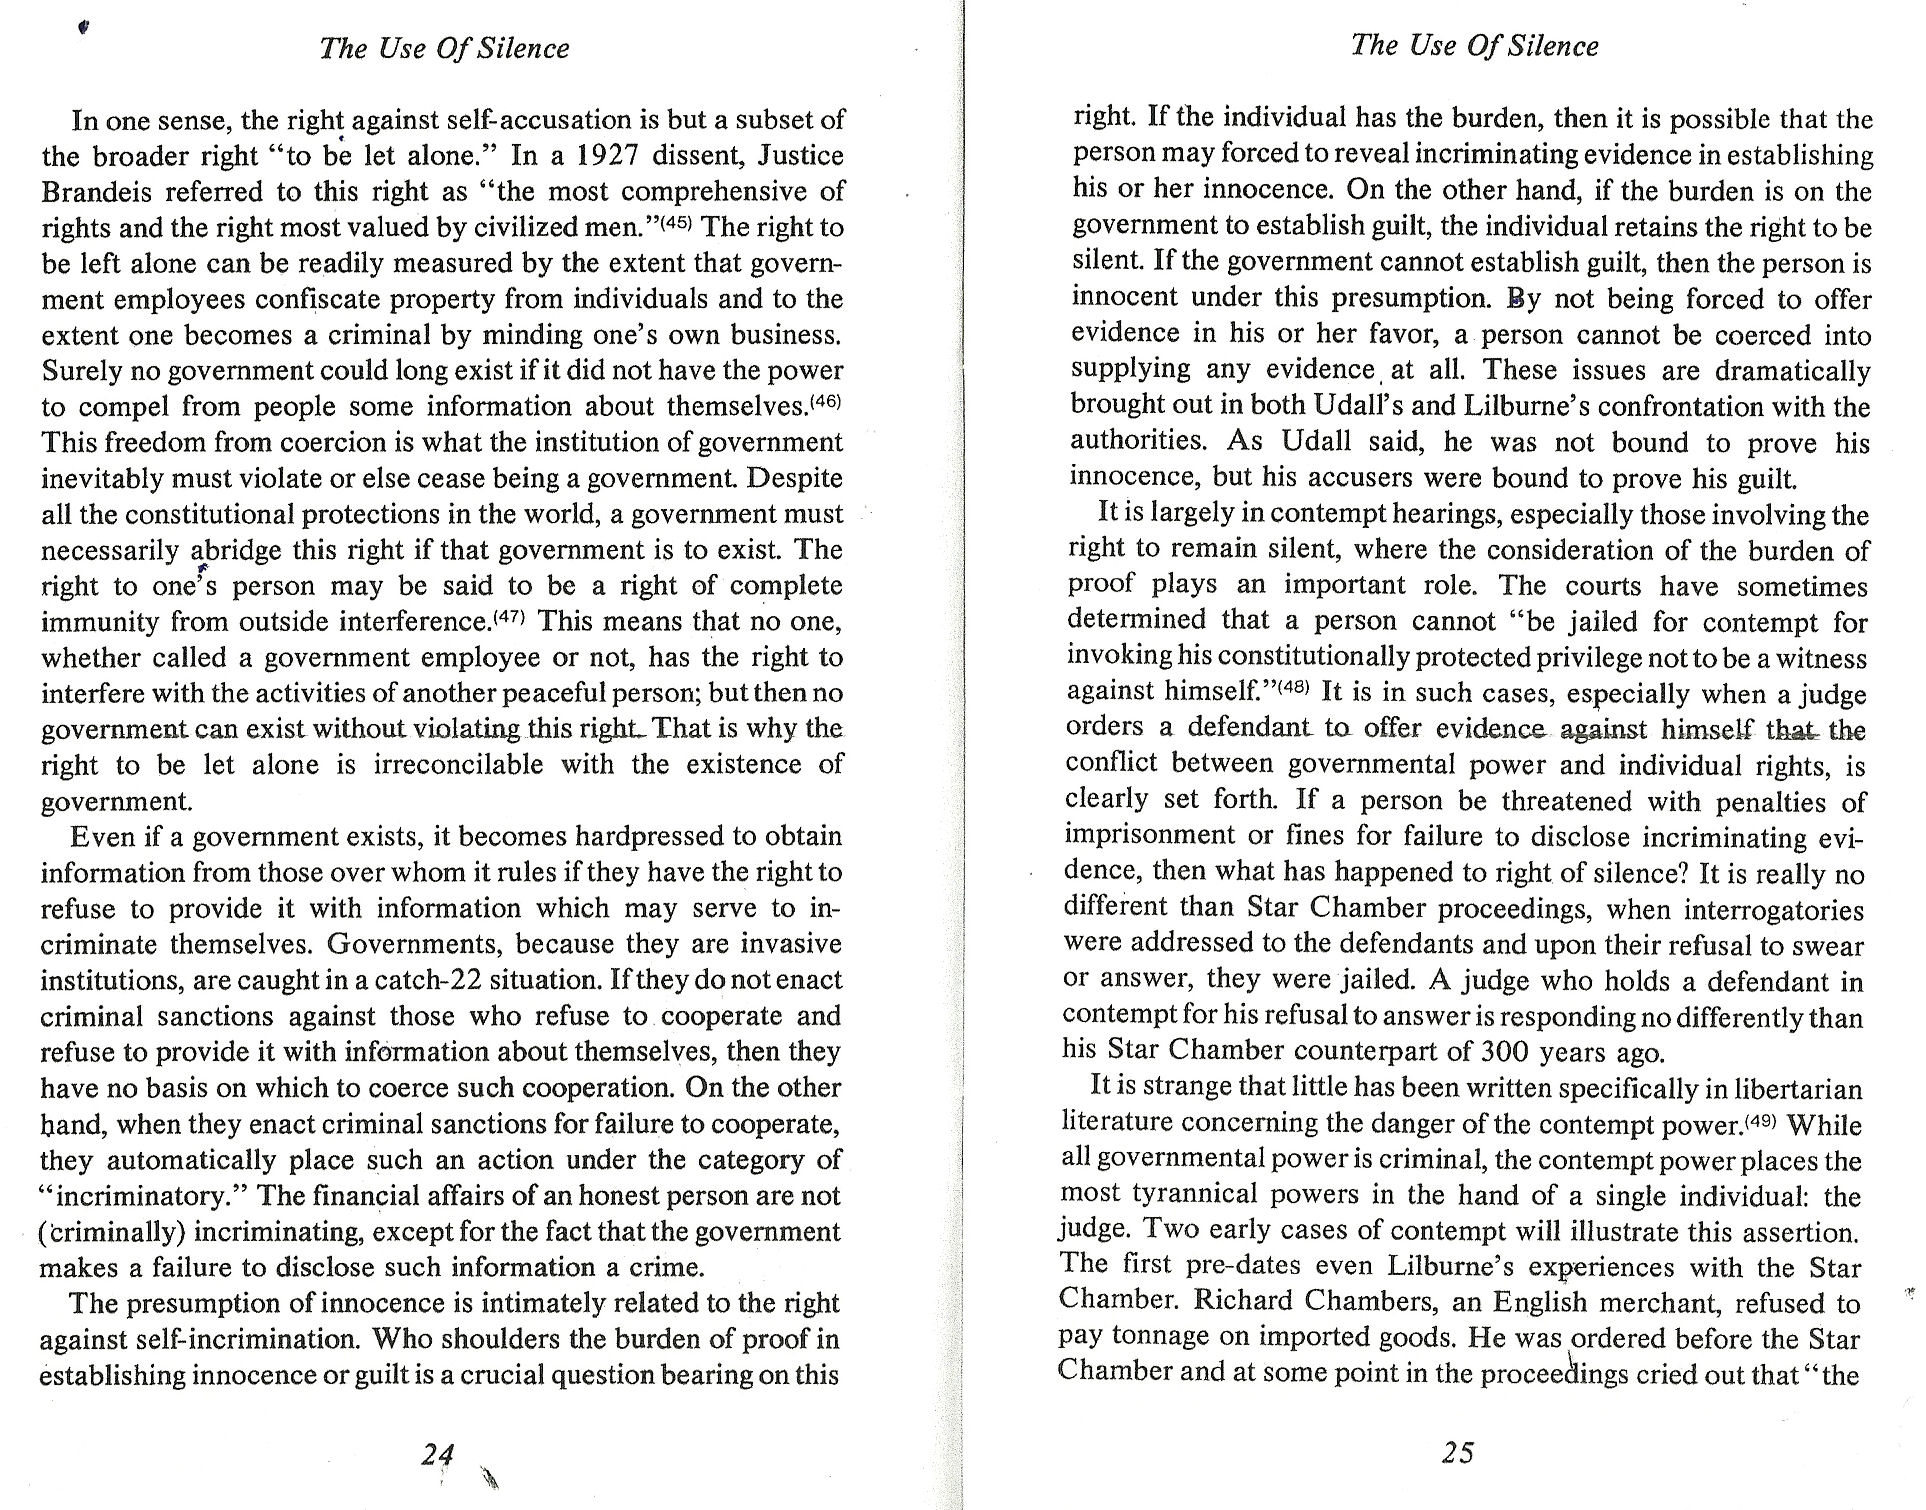 The Use Of Silence
In one sense, the right against self-accusation is but a subset of
the broader right “to be let alone.” In a 1927 dissent, Justice
Brandeis referred to this right as “the most comprehensive of
rights and the right most valued by civilized men.”(45) The right to
be left alone can be readily measured by the extent that govern-
ment employees confiscate property from individuals and to the
extent one becomes a criminal by minding one’s own business.
Surely no government could long exist if it did not have the power
to compel from people some information about themselves.(46)
This freedom from coercion is what the institution of government
inevitably must violate or else cease being a government. Despite
all the constitutional protections in the world, a government must
necessarily abridge this right if that government is to exist. The
right to one’s person may be said to be a right of complete
immunity from outside interference.(47) This means that no one,
whether called a government employee or not, has the right to
interfere with the activities of another peaceful person; but then no
government can exist without violating this right. That is why the
right to be let alone is irreconcilable with the existence of
government.
Even if a government exists, it becomes hardpressed to obtain
information from those over whom it rules if they have the right to
refuse to provide it with information which may serve to in-
criminate themselves. Governments, because they are invasive
institutions, are caught in a catch-22 situation. If they do not enact
criminal sanctions against those who refuse to cooperate and
refuse to provide it with information about themselves, then they
have no basis on which to coerce such cooperation. On the other
hand, when they enact criminal sanctions for failure to cooperate,
they automatically place such an action under the category of
“incriminatory.” The financial affairs of an honest person are not
(criminally) incriminating, except for the fact that the government
makes a failure to disclose such information a crime.
The presumption of innocence is intimately related to the right
against self-incrimination. Who shoulders the burden of proof in
establishing innocence or guilt is a crucial question bearing on this
24
The Use Of Silence
right. If the individual has the burden, then it is possible that the
person may forced to reveal incriminating evidence in establishing
his or her innocence. On the other hand, if the burden is on the
government to establish guilt, the individual retains the right to be
silent. If the government cannot establish guilt, then the person is
innocent under this presumption. By not being forced to offer
evidence in his or her favor, a person cannot be coerced into
supplying any evidence at all. These issues are dramatically
brought out in both Udall’s and Lilburne’s confrontation with the
authorities. As Udall said, he was not bound to prove his
innocence, but his accusers were bound to prove his guilt.
It is largely in contempt hearings, especially those involving the
right to remain silent, where the consideration of the burden of
proof plays an important role. The courts have sometimes
determined that a person cannot “be jailed for contempt for
invoking his constitutionally protected privilege not to be a witness
against himself.”(48) It is in such cases, especially when a judge
orders a defendant to offer evidence against himself that the
conflict between governmental power and individual rights, is
clearly set forth. If a person be threatened with penalties of
imprisonment or fines for failure to disclose incriminating evi-
dence, then what has happened to right of silence? It is really no
different than Star Chamber proceedings, when interrogatories
were addressed to the defendants and upon their refusal to swear
or answer, they were jailed. A judge who holds a defendant in
contempt for his refusal to answer is responding no differently than
his Star Chamber counterpart of 300 years ago.
It is strange that little has been written specifically in libertarian
literature concerning the danger of the contempt power.(49) While
all governmental power is criminal, the contempt power places the
most tyrannical powers in the hand of a single individual: the
judge. Two early cases of contempt will illustrate this assertion.
The first pre-dates even Lilburne’s experiences with the Star
Chamber. Richard Chambers, an English merchant, refused to
pay tonnage on imported goods. He was ordered before the Star
Chamber and at some point in the proceedings cried out that “the
25